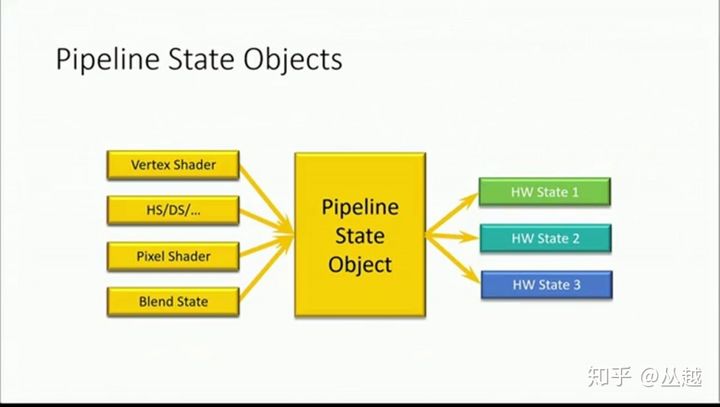 Pipeline State Objects
Vertex Shader
HS/DS/...
Pixel Shader
Blend State
Pipeline
State
Object
HW State 1
HW State 2
HW State 3
知乎 @丛越